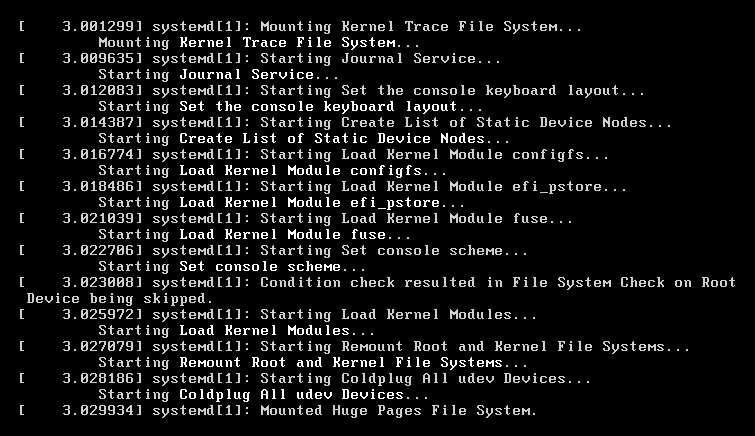 [    3.001299] systemd[1]: Mounting Kernel Trace File System...
         Mounting Kernel Trace File System...
[    3.009635] systemd[1]: Starting Journal Service...
         Starting Journal Service...
[    3.012083] systemd[1]: Starting Set the console keyboard layout...
         Starting Set the console keyboard layout...
[    3.014387] systemd[1]: Starting Create List of Static Device Nodes...
         Starting Create List of Static Device Nodes...
[    3.016774] systemd[1]: Starting Load Kernel Module configfs...
         Starting Load Kernel Module configfs...
[    3.018486] systemd[1]: Starting Load Kernel Module efi_pstore...
         Starting Load Kernel Module efi_pstore...
[    3.021039] systemd[1]: Starting Load Kernel Module fuse...
         Starting Load Kernel Module fuse...
[    3.022706] systemd[1]: Starting Set console scheme...
         Starting Set console scheme...
[    3.023008] systemd[1]: Condition check resulted in File System Check on Root
 Device being skipped.
[    3.025972] systemd[1]: Starting Load Kernel Modules...
         Starting Load Kernel Modules...
[    3.027079] systemd[1]: Starting Remount Root and Kernel File Systems...
         Starting Remount Root and Kernel File Systems...
[    3.028186] systemd[1]: Starting Coldplug All udev Devices...
         Starting Coldplug All udev Devices...
[    3.029934] systemd[1]: Mounted Huge Pages File System.